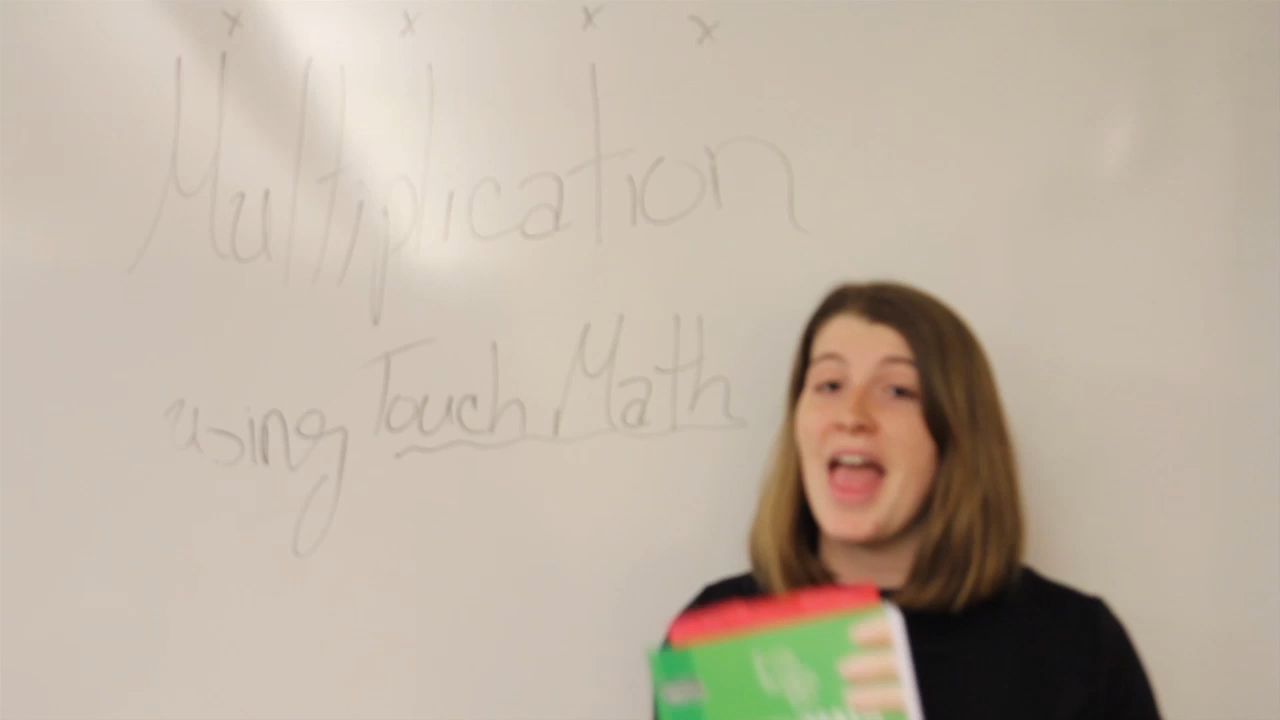 x x x x
Multiplication
using Touch Math